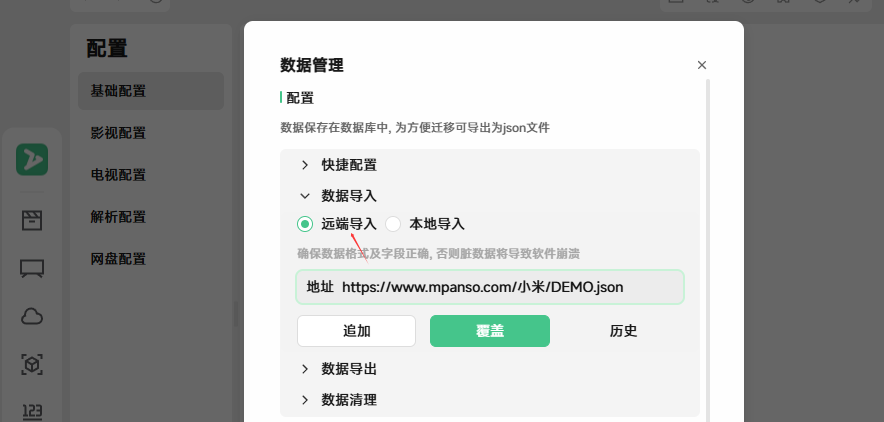 配置
基础配置
影视配置
电视配置
解析配置
网盘配置
123
数据管理
配置
数据保存在数据库中, 为方便迁移可导出为json文件
快捷配置
数据导入
远端导入 本地导入
确保数据格式及字段正确, 否则脏数据将导致软件崩溃
地址 https://www.mpanso.com/小米/DEMO.json
追加 覆盖 历史
数据导出
数据清理